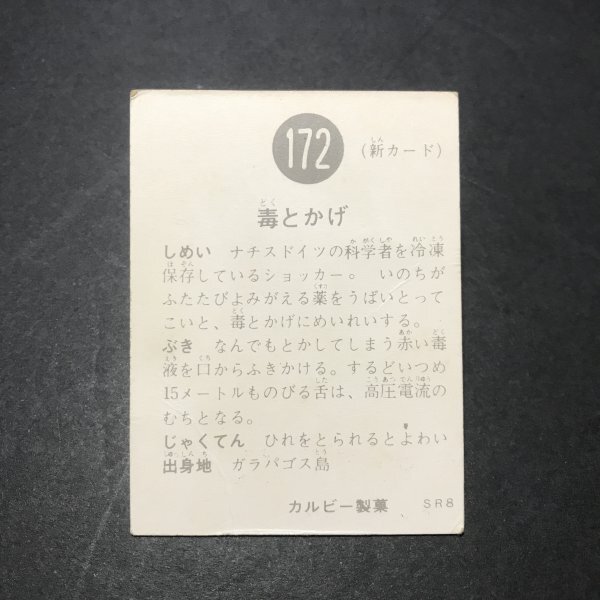 172
(新カード)
毒とかげ
しめい ナチスドイツの科学者を冷凍
保存しているショッカー。 いのちが
ふたたびよみがえる薬をうばいとって
こいと、毒とかげにめいれいする。
ぶき なんでもとかしてしまう赤い毒
液を口からふきかける。するどいつめ
15メートルものびる舌は、高圧電流の
むちとなる。
じゃくてん ひれをとられるとよわい
出身地 ガラパゴス島
カルビー製菓 SR8